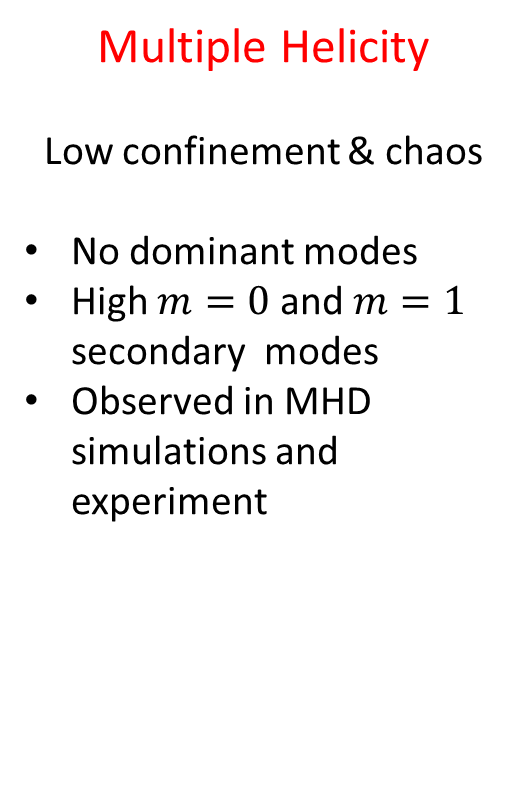 Multiple Helicity
Low confinement & chaos
• No dominant modes
• High 𝑚 = 0 and 𝑚 = 1
secondary modes
• Observed in MHD
simulations and
experiment